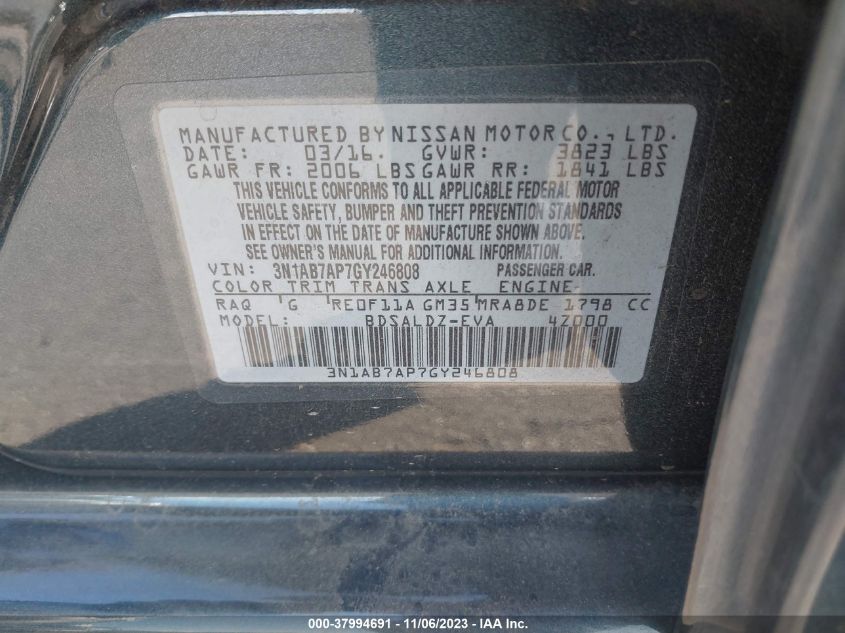 MANUFACTURED BY NISSAN MOTOR CO., LTD.
DATE: 03/16. GVWR: 3823 LBS
GAWR FR: 2006 LBS GAWR RR: 1841 LBS
THIS VEHICLE CONFORMS TO ALL APPLICABLE FEDERAL MOTOR
VEHICLE SAFETY, BUMPER AND THEFT PREVENTION STANDARDS
IN EFFECT ON THE DATE OF MANUFACTURE SHOWN ABOVE.
SEE OWNER'S MANUAL FOR ADDITIONAL INFORMATION.
VIN: 3N1AB7AP7GY246808 PASSENGER CAR.
COLOR TRIM TRANS AXLE ENGINE
RAQ G RE0F11A GM35 MRA8DE 1798 CC
MODEL: BDSALDZ-EVA 4Z000
3N1AB7AP7GY246808
000-37994691 - 11/06/2023 - IAA Inc.